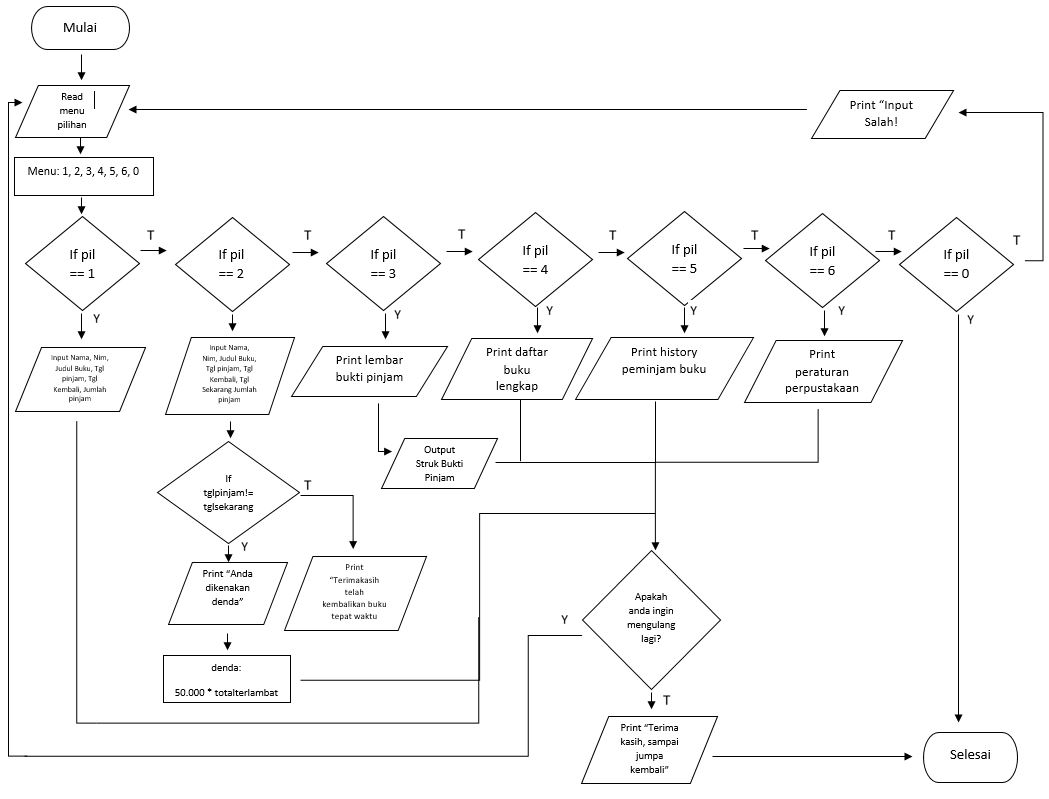 Mulai
Read
menu
pilihan
Print “Input
Salah!
Menu: 1, 2, 3, 4, 5, 6, 0
If pil
== 1
T
If pil
== 2
T
If pil
== 3
T
If pil
== 4
T
If pil
== 5
T
If pil
== 6
T
If pil
== 0
T
Y
Y
Y
Y
Y
Y
Input Nama, Nim,
Judul Buku, Tgl
pinjam, Tgl
Kembali, Jumlah
pinjam
Input Nama,
Nim, Judul Buku,
Tgl pinjam, Tgl
Kembali, Tgl
Sekarang Jumlah
pinjam
Print lembar
bukti pinjam
Print daftar
buku
lengkap
Print history
peminjam buku
Print
peraturan
perpustakaan
Output
Struk Bukti
Pinjam
If
tglpinjam!=
tglsekarang
T
Y
Print “Anda
dikenakan
denda”
Print
“Terimakasih
telah
kembalikan buku
tepat waktu
denda:
50.000 * totalterlambat
Apakah
anda ingin
mengulang
lagi?
Y
T
Print “Terima
kasih, sampai
jumpa
kembali”
Selesai